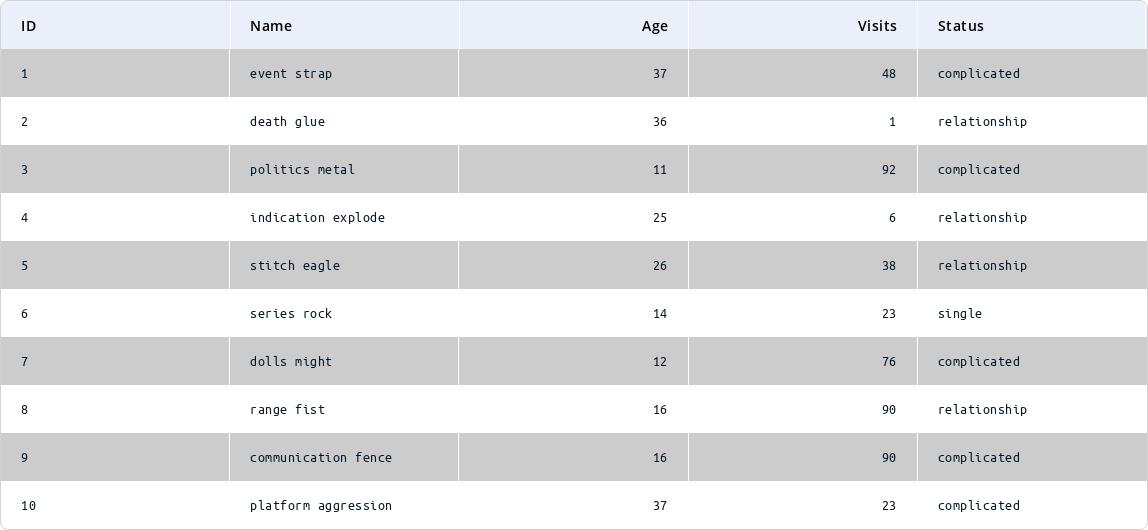 ID Name Age Visits Status
1 event strap 37 48 complicated
2 death glue 36 1 relationship
3 politics metal 11 92 complicated
4 indication explode 25 6 relationship
5 stitch eagle 26 38 relationship
6 series rock 14 23 single
7 dolls might 12 76 complicated
8 range fist 16 90 relationship
9 communication fence 16 90 complicated
10 platform aggression 37 23 complicated